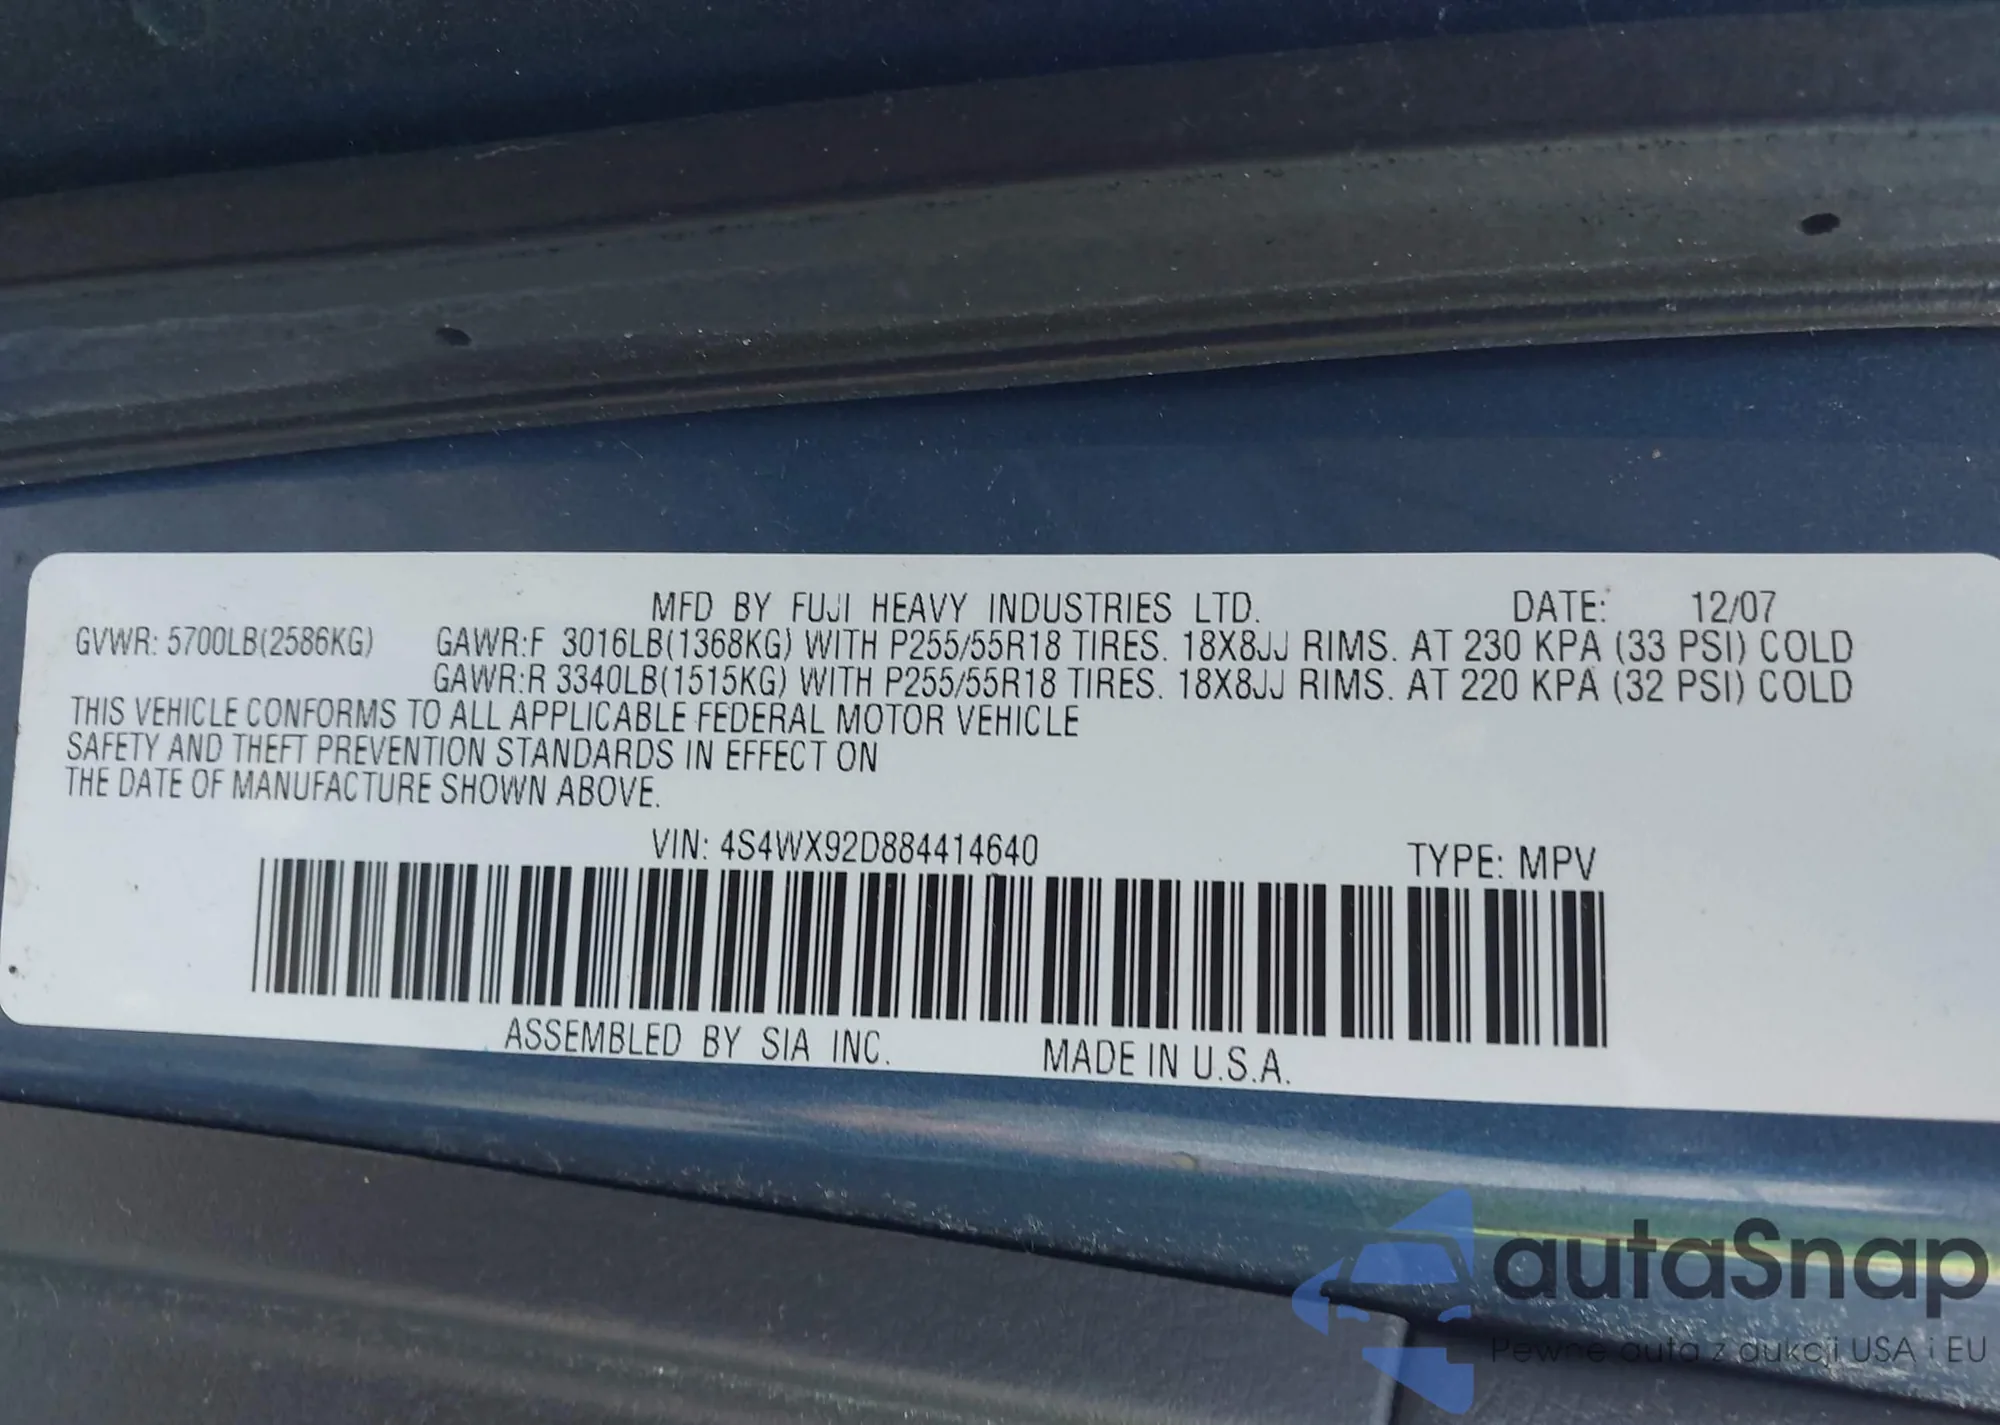 MFD BY FUJI HEAVY INDUSTRIES LTD. DATE: 12/07
GVWR: 5700LB(2586KG) GAWR:F 3016LB(1368KG) WITH P255/55R18 TIRES. 18X8JJ RIMS. AT 230 KPA (33 PSI) COLD
GAWR:R 3340LB(1515KG) WITH P255/55R18 TIRES. 18X8JJ RIMS. AT 220 KPA (32 PSI) COLD
THIS VEHICLE CONFORMS TO ALL APPLICABLE FEDERAL MOTOR VEHICLE
SAFETY AND THEFT PREVENTION STANDARDS IN EFFECT ON
THE DATE OF MANUFACTURE SHOWN ABOVE.
VIN: 4S4WX92D884414640 TYPE: MPV
ASSEMBLED BY SIA INC. MADE IN U.S.A.
autaSnap
Pewne auta z aukcji USA i EU